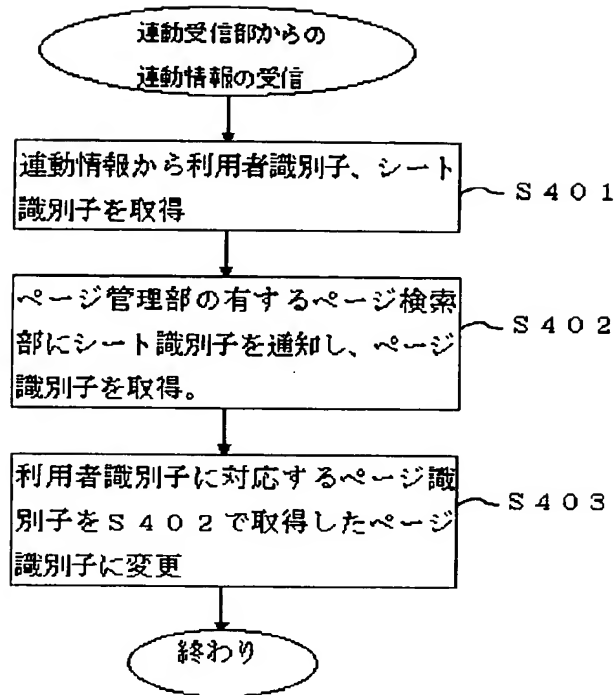 連動受信部からの
連動情報の受信
連動情報から利用者識別子、シート
識別子を取得
S401
ページ管理部の有するページ検索
部にシート識別子を通知し、ページ
識別子を取得。
S402
利用者識別子に対応するページ識
別子をS402で取得したページ
識別子に変更
S403
終わり